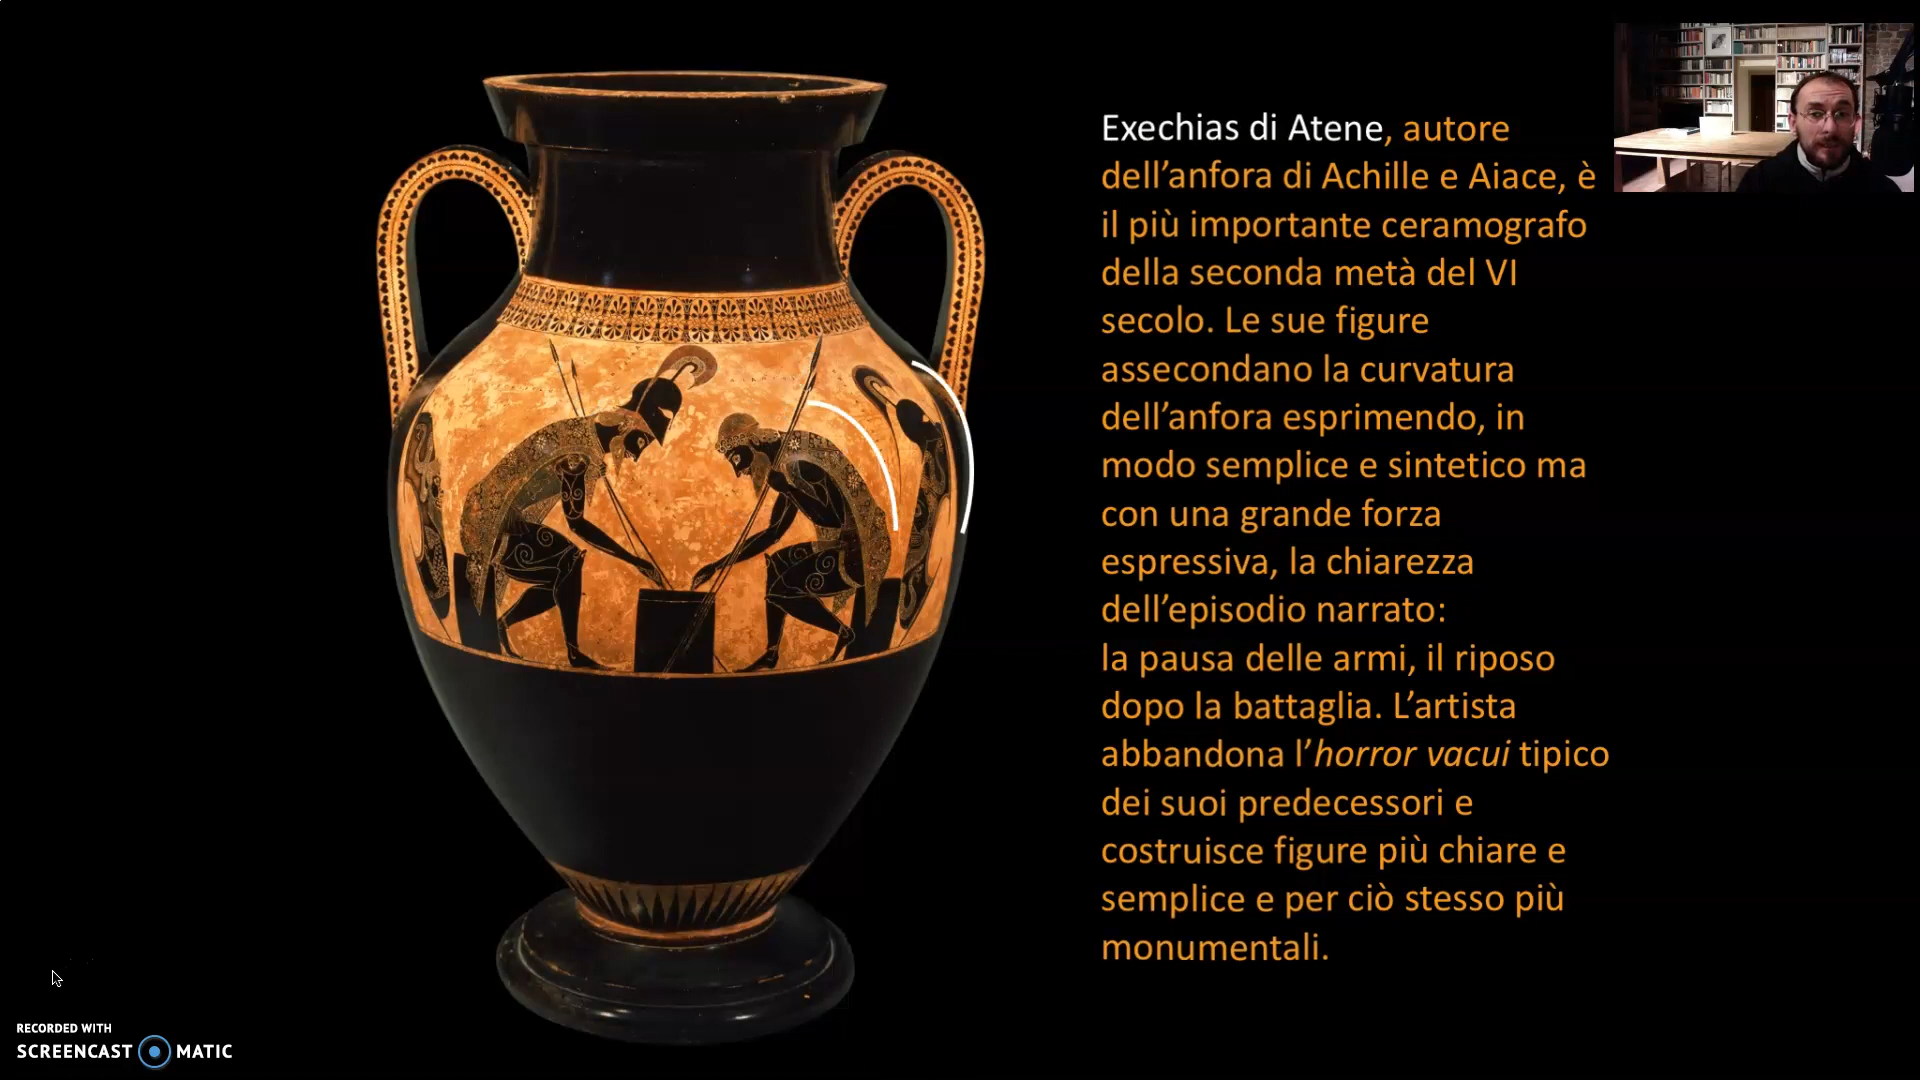 Exechias di Atene, autore
dell’anfora di Achille e Aiace, è
il più importante ceramografo
della seconda metà del VI
secolo. Le sue figure
assecondano la curvatura
dell’anfora esprimendo, in
modo semplice e sintetico ma
con una grande forza
espressiva, la chiarezza
dell’episodio narrato:
la pausa delle armi, il riposo
dopo la battaglia. L’artista
abbandona l’horror vacui tipico
dei suoi predecessori e
costruisce figure più chiare e
semplice e per ciò stesso più
monumentali.
RECORDED WITH
SCREENCAST MATIC